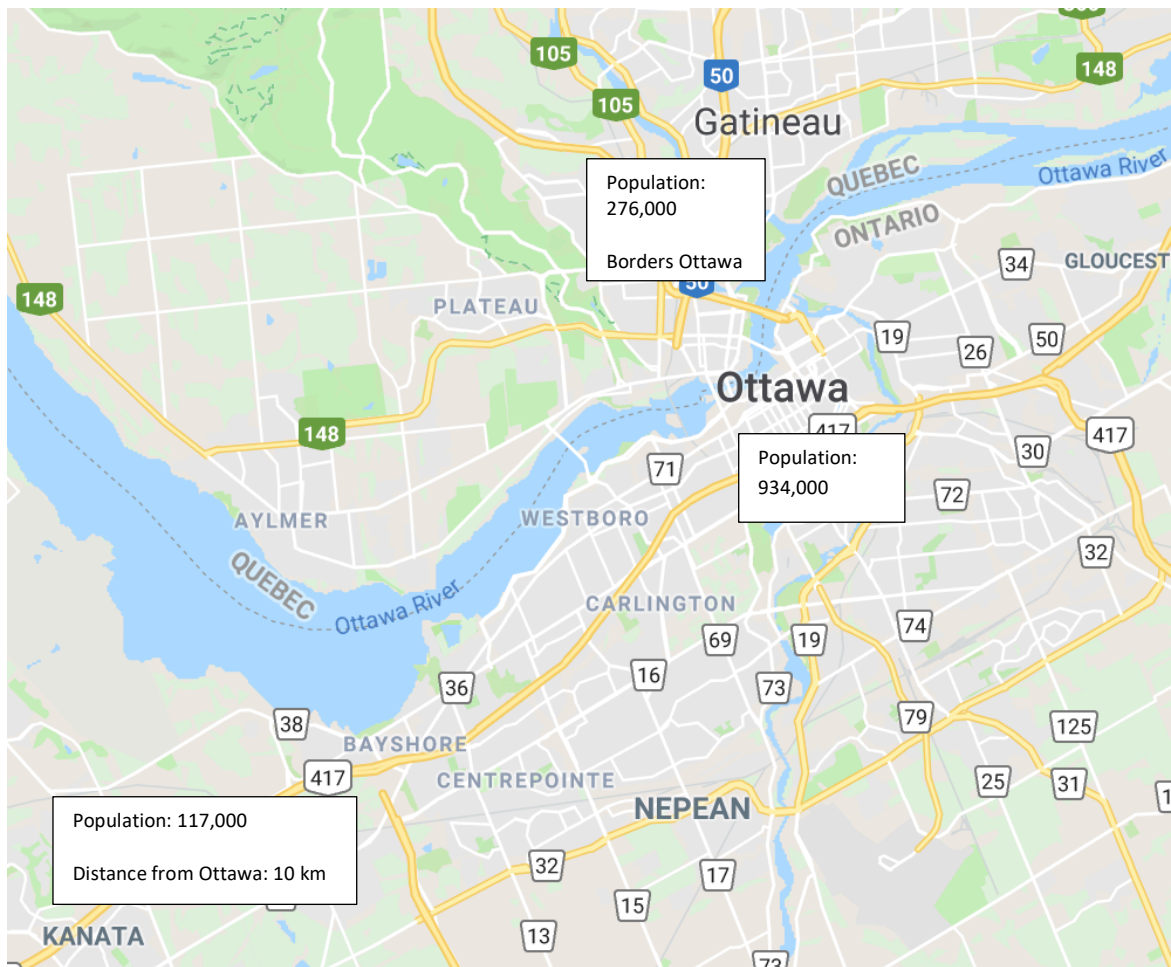 105
50
148
105
Gatineau
QUEBEC
Ottawa River
Population:
276,000
Borders Ottawa
ONTARIO
34
GLOUCEST
148
PLATEAU
50
19
26
50
Ottawa
148
417
417
30
71
Population:
934,000
72
AYLMER
WESTBORO
32
QUEBEC
Ottawa River
CARLINGTON
69
19
74
16
36
73
38
79
125
BAYSHORE
417
CENTREPOINTE
25
31
NEPEAN
Population: 117,000
Distance from Ottawa: 10 km
32
17
15
KANATA
13
73